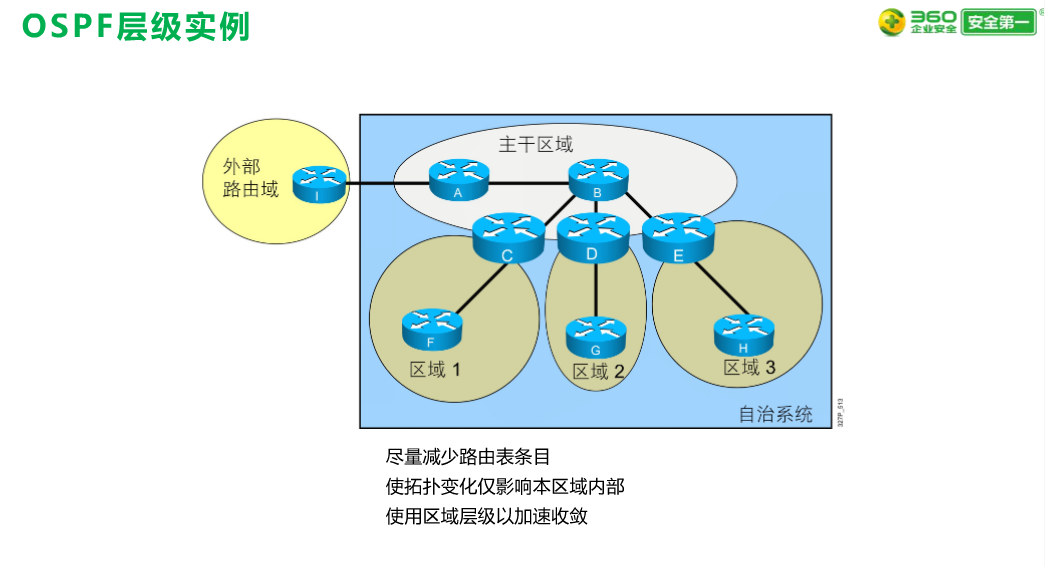 OSPF层级实例
360
企业安全
安全第一
®
外部
路由域
主干区域
I
A
B
C
D
E
F
G
H
区域 1
区域 2
区域 3
自治系统
327P_513
尽量减少路由表条目
使拓扑变化仅影响本区域内部
使用区域层级以加速收敛